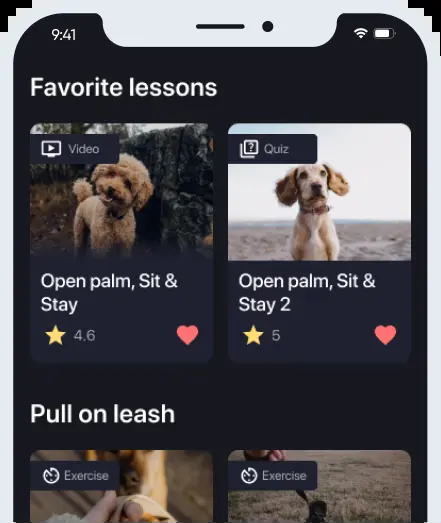 9:41
Favorite lessons
Video
Quiz
Open palm, Sit &
Stay
Open palm, Sit &
Stay 2
4.6
5
Pull on leash
Exercise
Exercise